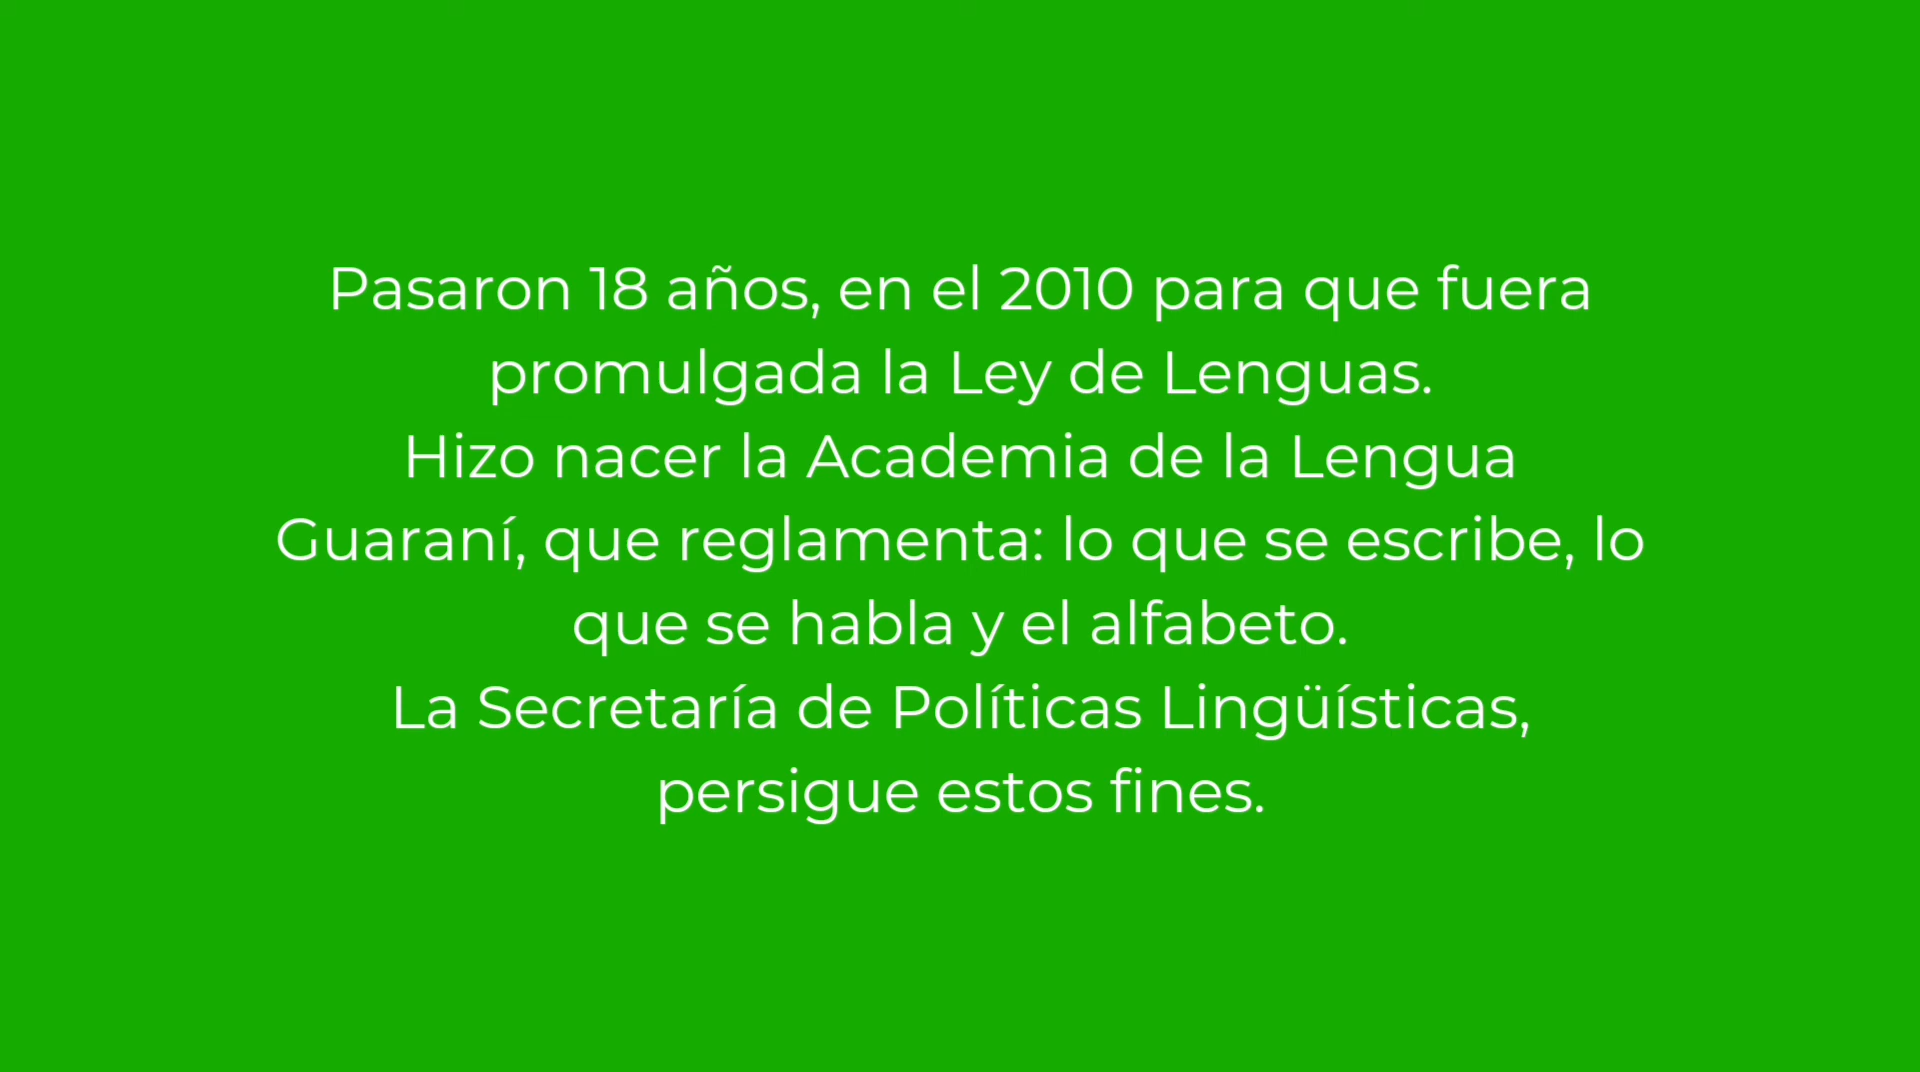 Pasaron 18 años, en el 2010 para que fuera
promulgada la Ley de Lenguas.
Hizo nacer la Academia de la Lengua
Guaraní, que reglamenta: lo que se escribe, lo
que se habla y el alfabeto.
La Secretaría de Políticas Lingüísticas,
persigue estos fines.